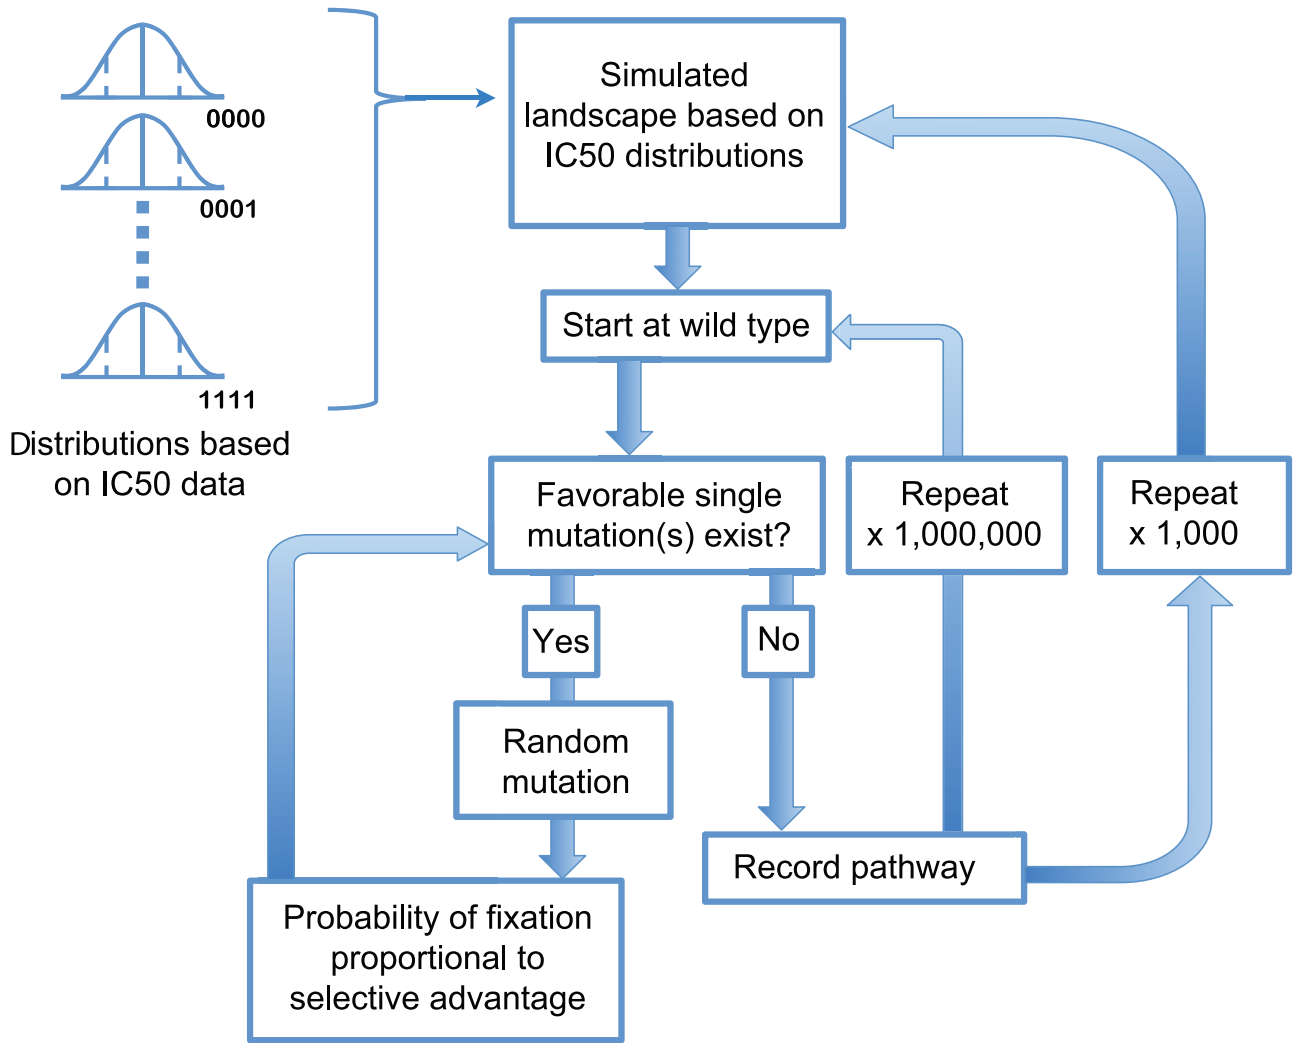 0000
0001
1111
Distributions based
on IC50 data
Simulated
landscape based on
IC50 distributions
Start at wild type
Favorable single
mutation(s) exist?
Repeat
x 1,000,000
Repeat
x 1,000
Yes
No
Random
mutation
Record pathway
Probability of fixation
proportional to
selective advantage